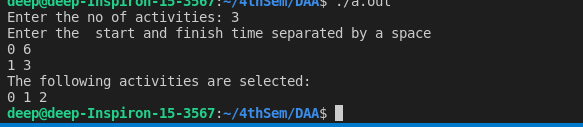 deep@deep-Inspiron-15-3567:~/4thSem/DAA$ ./a.out
Enter the no of activities: 3
Enter the  start and finish time separated by a space
0 6
1 3
The following activities are selected:
0 1 2
deep@deep-Inspiron-15-3567:~/4thSem/DAA$